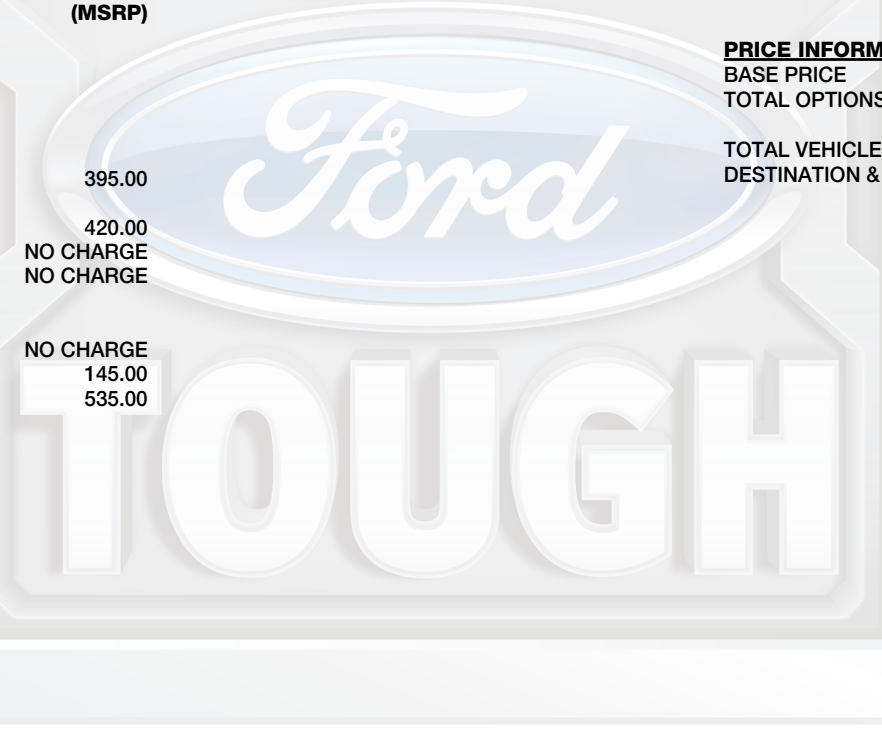 (MSRP)
395.00
420.00
NO CHARGE
NO CHARGE
NO CHARGE
145.00
535.00
PRICE INFORM
BASE PRICE
TOTAL OPTIONS
TOTAL VEHICLE
DESTINATION &
Ford
TOUGH